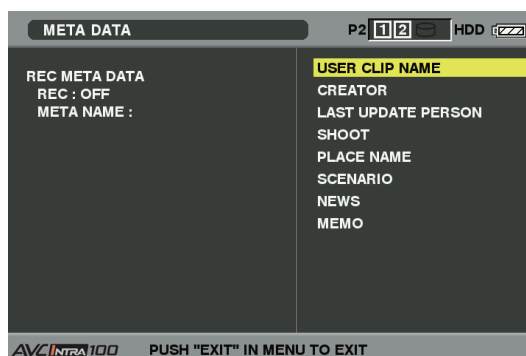 META DATA
P2 1 2 HDD
REC META DATA
REC : OFF
META NAME :
USER CLIP NAME
CREATOR
LAST UPDATE PERSON
SHOOT
PLACE NAME
SCENARIO
NEWS
MEMO
AVC INTRA 100 PUSH "EXIT" IN MENU TO EXIT